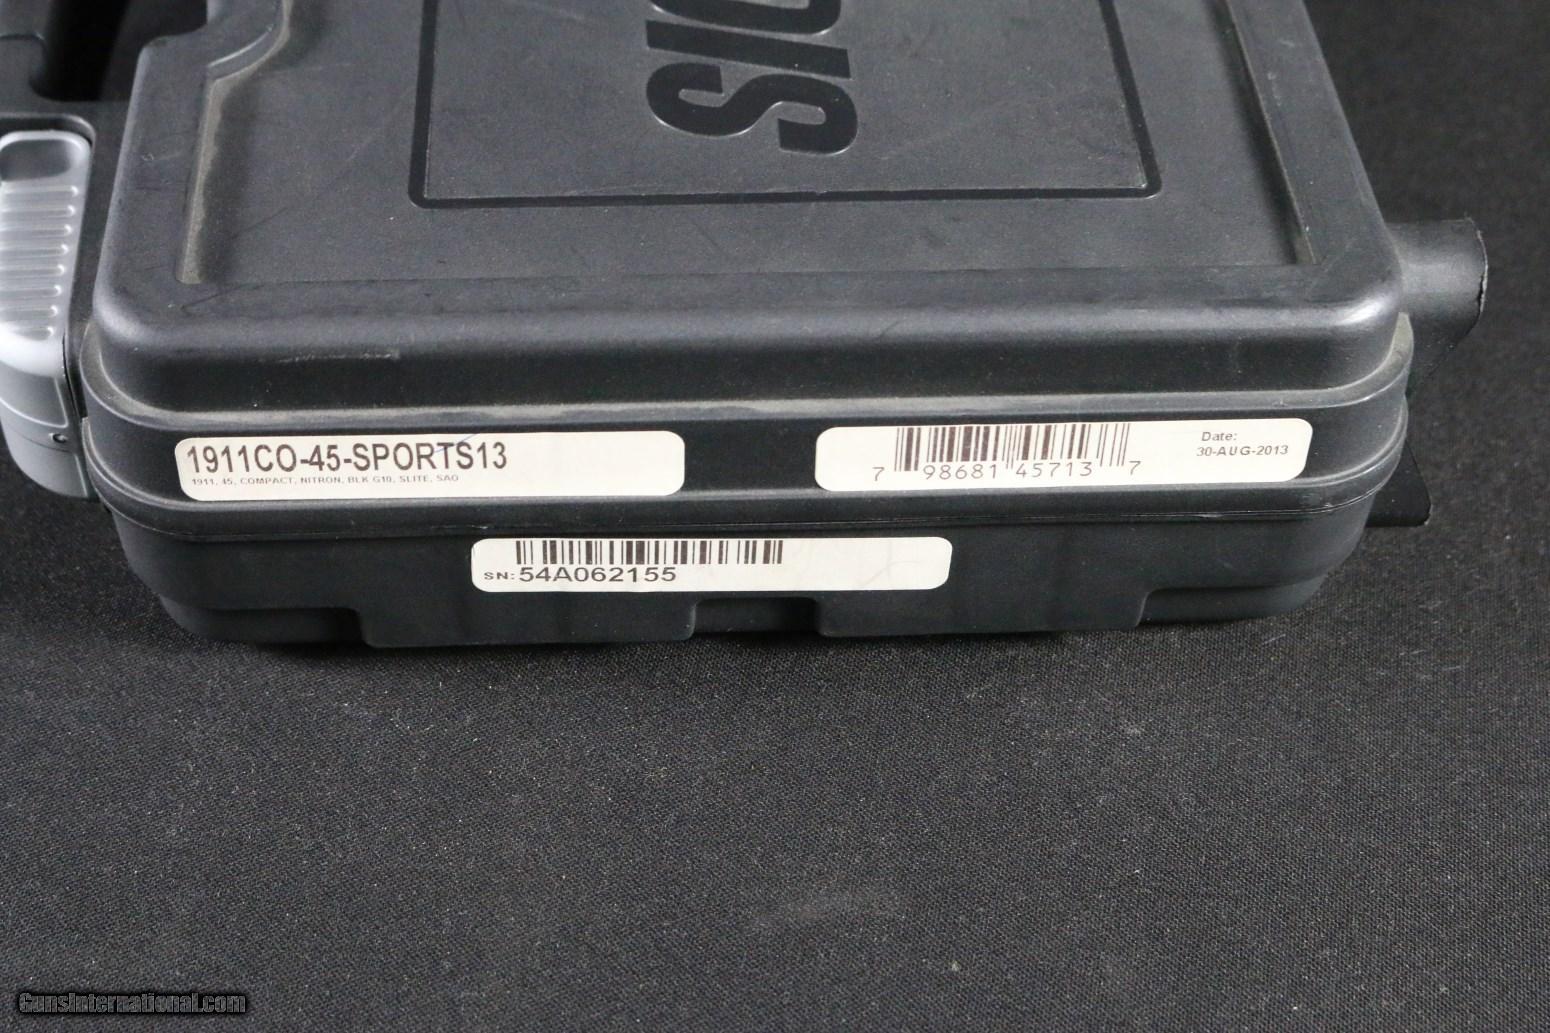 SIG
1911CO-45-SPORTS13
1911, 45, COMPACT, NITRON, BLK G10, SLITE, SAO
7 98681 45713 7
Date:
30-AUG-2013
SN: 54A062155
GunsInternational.com